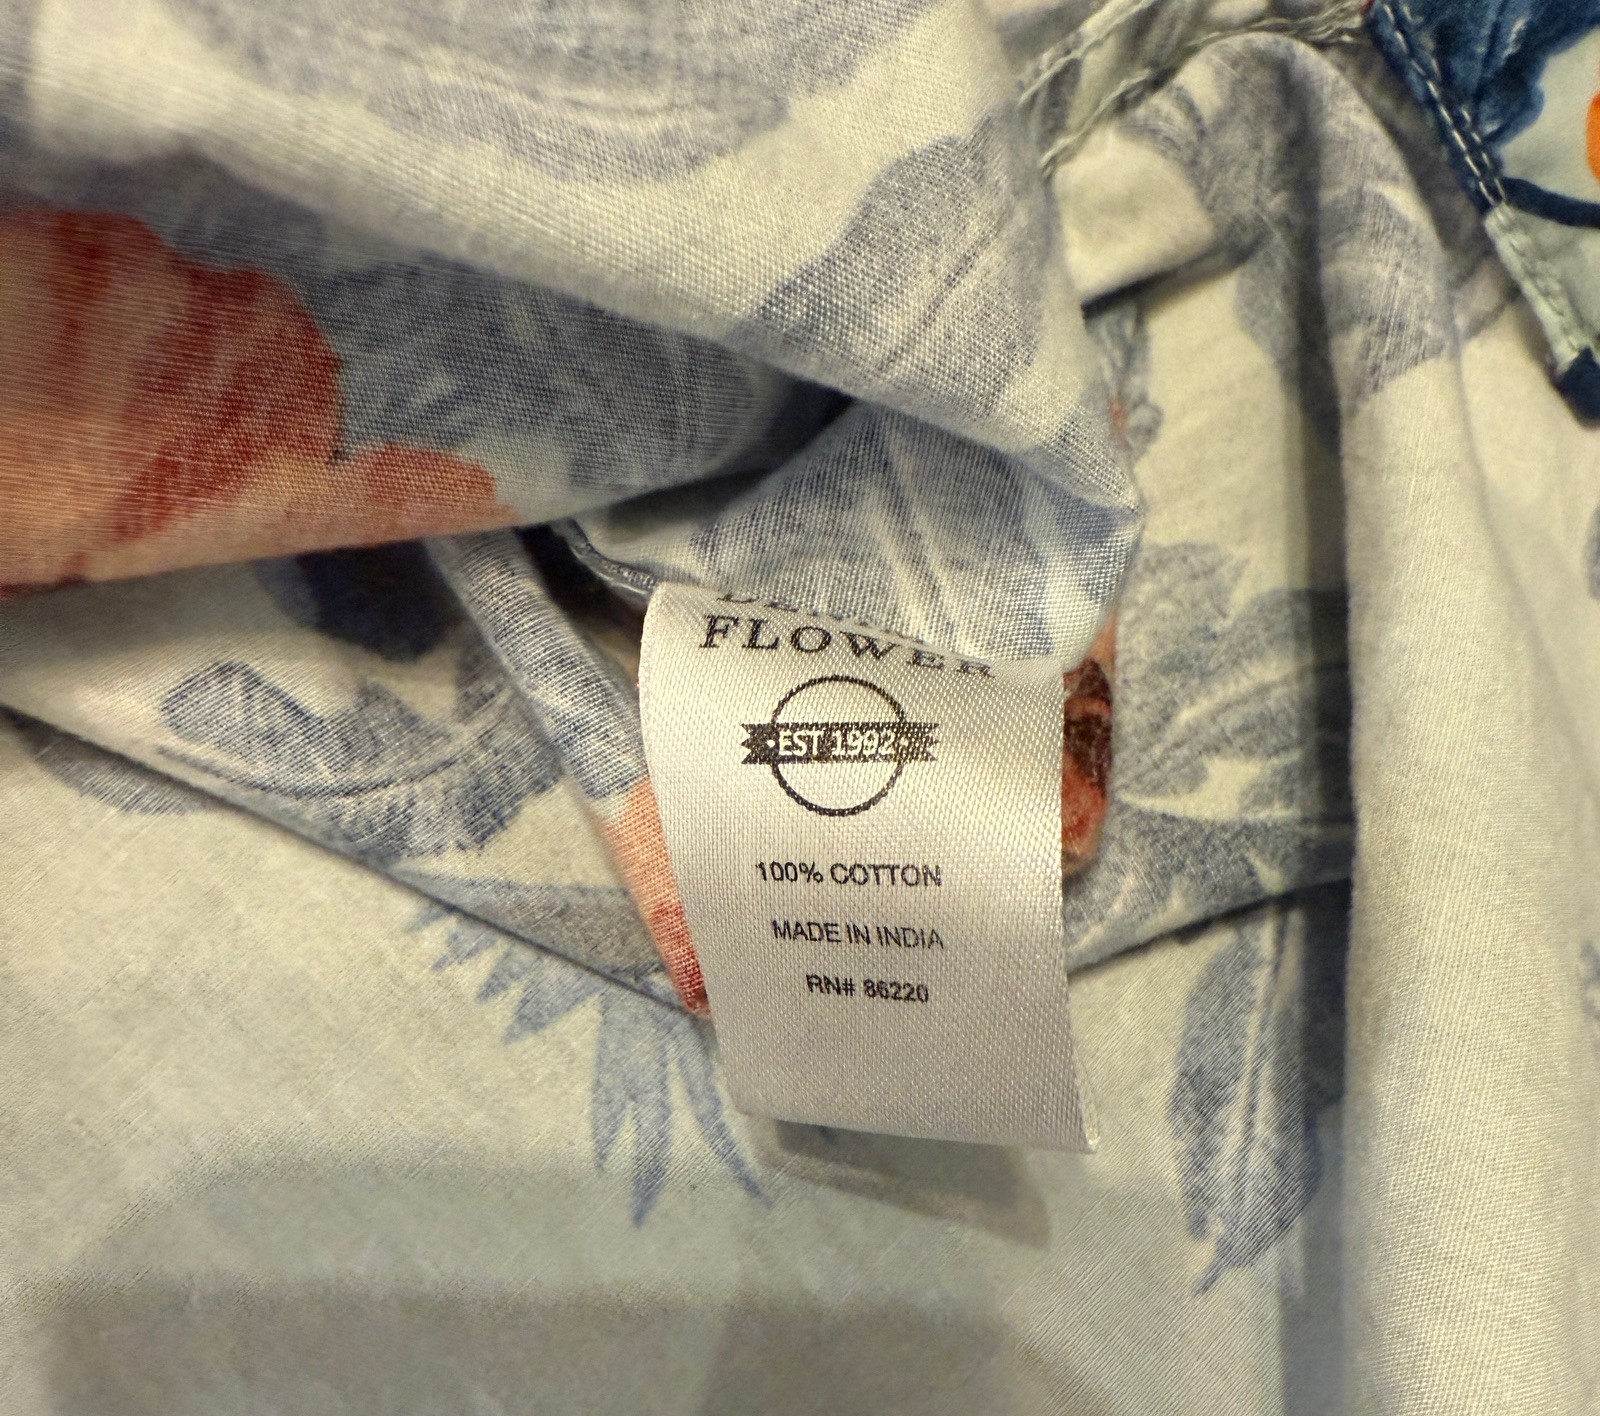 FLOWER
·EST 1992·
100% COTTON
MADE IN INDIA
RN# 86220